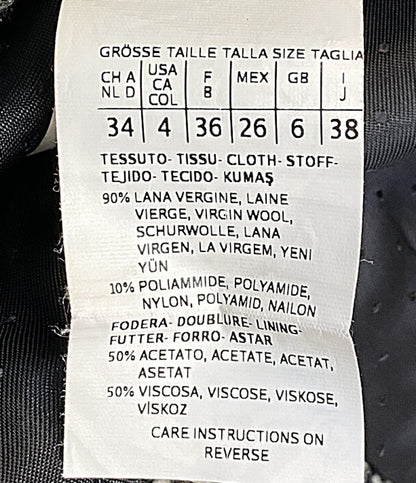 GRÖSSE TAILLE TALLA SIZE TAGLIA
CH A NL D USA CA COL F B MEX GB I J
34 4 36 26 6 38
TESSUTO- TISSU- CLOTH- STOFF-
TEJIDO- TECIDO- KUMAŞ
90% LANA VERGINE, LAINE
VIERGE, VIRGIN WOOL,
SCHURWOLLE, LANA
VIRGEN, LA VIRGEM, YENI
YÜN
10% POLIAMMIDE, POLYAMIDE,
NYLON, POLYAMID, NAILON
FODERA- DOUBLURE- LINING-
FUTTER- FORRO- ASTAR
50% ACETATO, ACETATE, ACETAT,
ASETAT
50% VISCOSA, VISCOSE, VISKOSE,
VİSKOZ
CARE INSTRUCTIONS ON
REVERSE